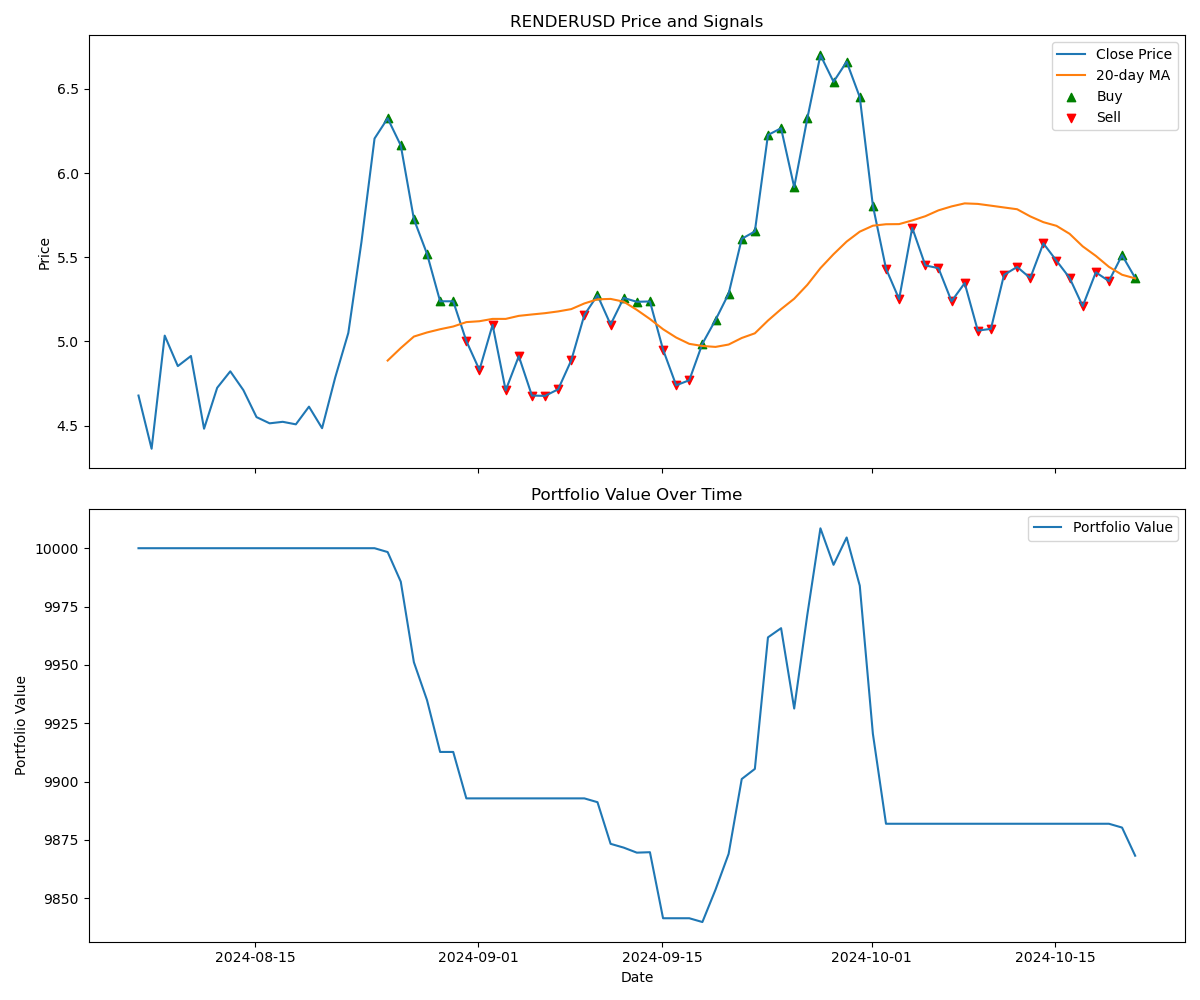 RENDERUSD Price and Signals
Close Price
20-day MA
Buy
Sell
6.5
6.0
5.5
5.0
4.5
Price
Portfolio Value Over Time
Portfolio Value
10000
9975
9950
9925
9900
9875
9850
Portfolio Value
2024-08-15
2024-09-01
2024-09-15
2024-10-01
2024-10-15
Date